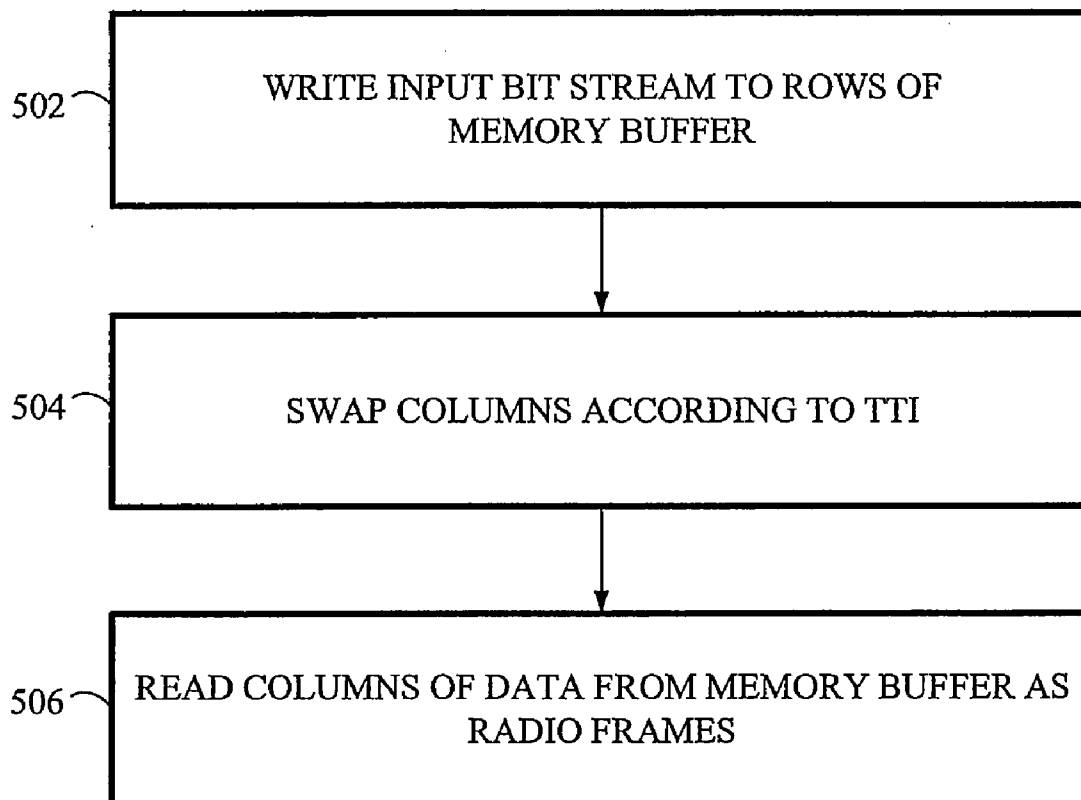 502
WRITE INPUT BIT STREAM TO ROWS OF
MEMORY BUFFER
504
SWAP COLUMNS ACCORDING TO TTI
506
READ COLUMNS OF DATA FROM MEMORY BUFFER AS
RADIO FRAMES